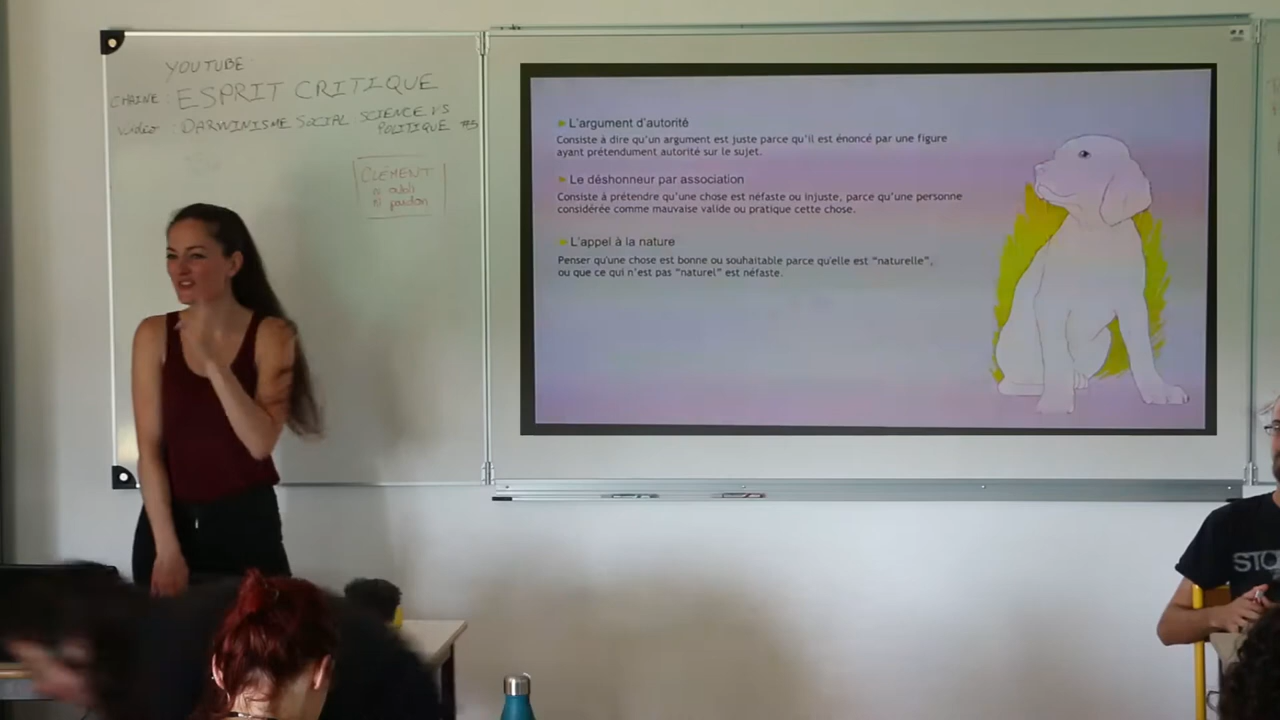 YOUTUBE
CHAINE : ESPRIT CRITIQUE
Vidéo : DARWINISME SOCIAL SCIENCE VS
POLITIQUE #5
CLÉMENT
pardon
L'argument d'autorité
Consiste à dire qu'un argument est juste parce qu'il est énoncé par une figure
ayant prétendument autorité sur le sujet.
Le déshonneur par association
Consiste à prétendre qu'une chose est néfaste ou injuste, parce qu'une personne
considérée comme mauvaise valide ou pratique cette chose.
L'appel à la nature
Penser qu'une chose est bonne ou souhaitable parce qu'elle est "naturelle",
ou que ce qui n'est pas "naturel" est néfaste.